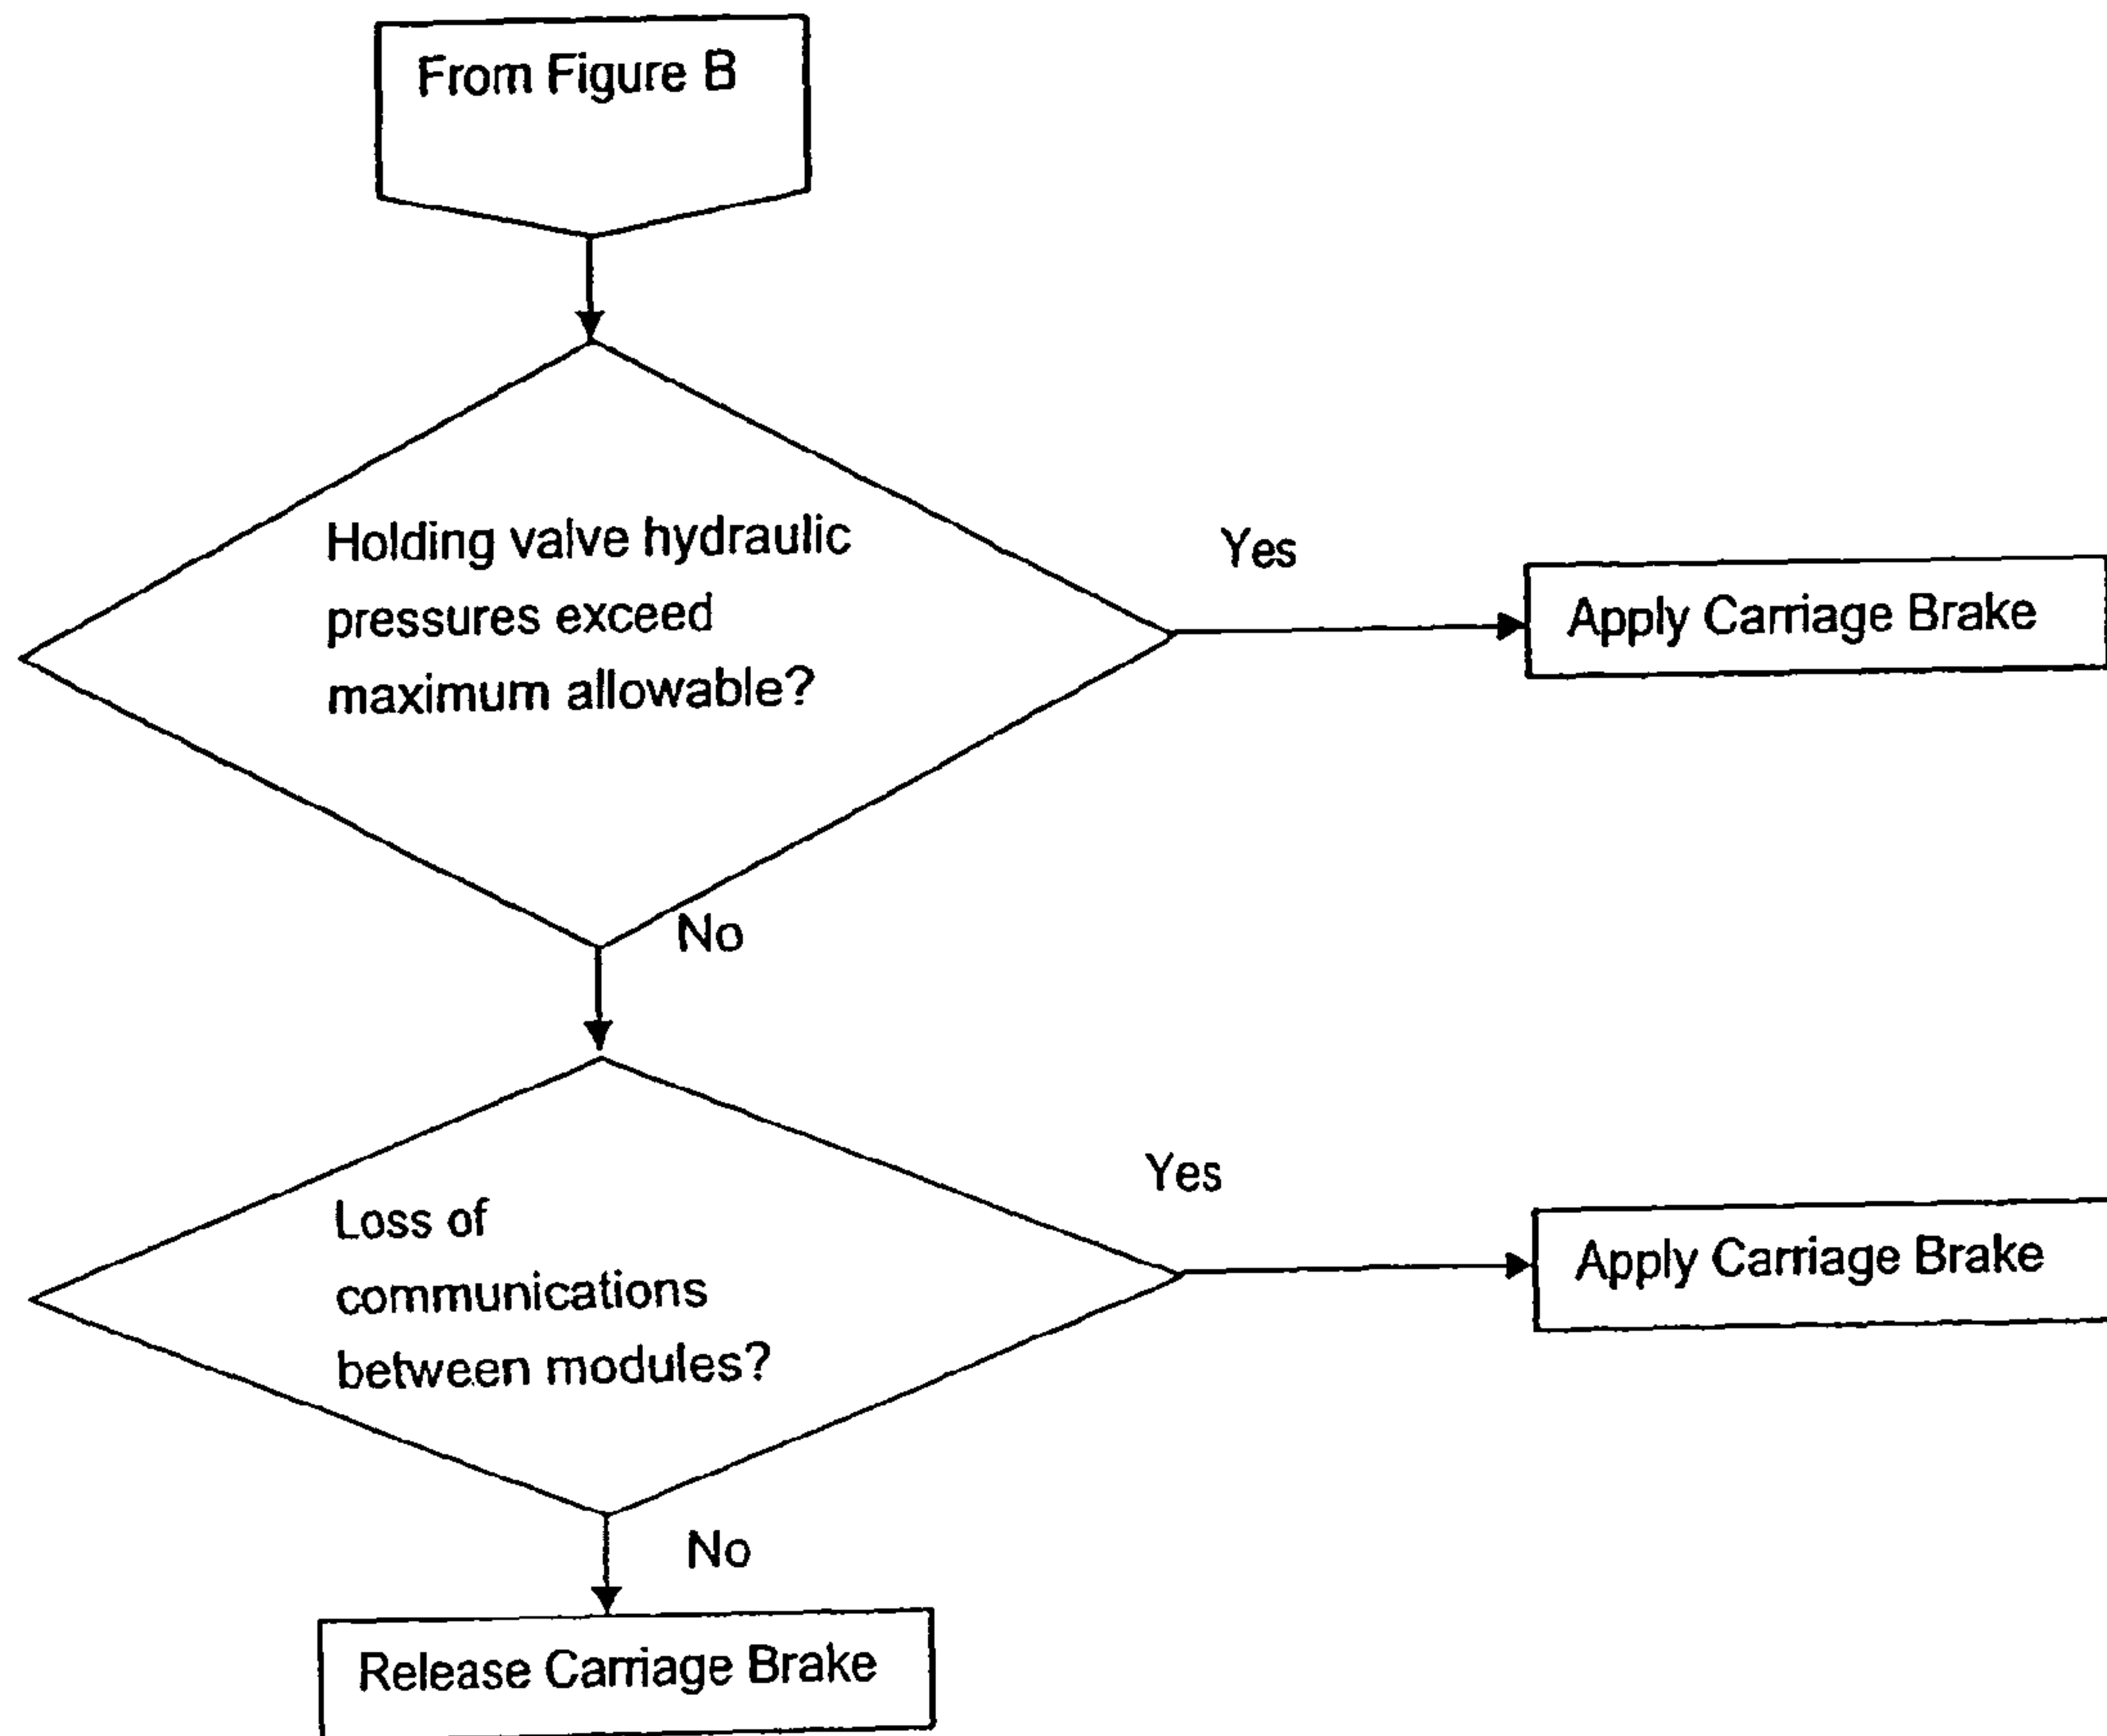 From Figure B
Holding valve hydraulic
pressures exceed
maximum allowable?
Yes
Apply Carriage Brake
No
Loss of
communications
between modules?
Yes
Apply Carriage Brake
No
Release Carriage Brake